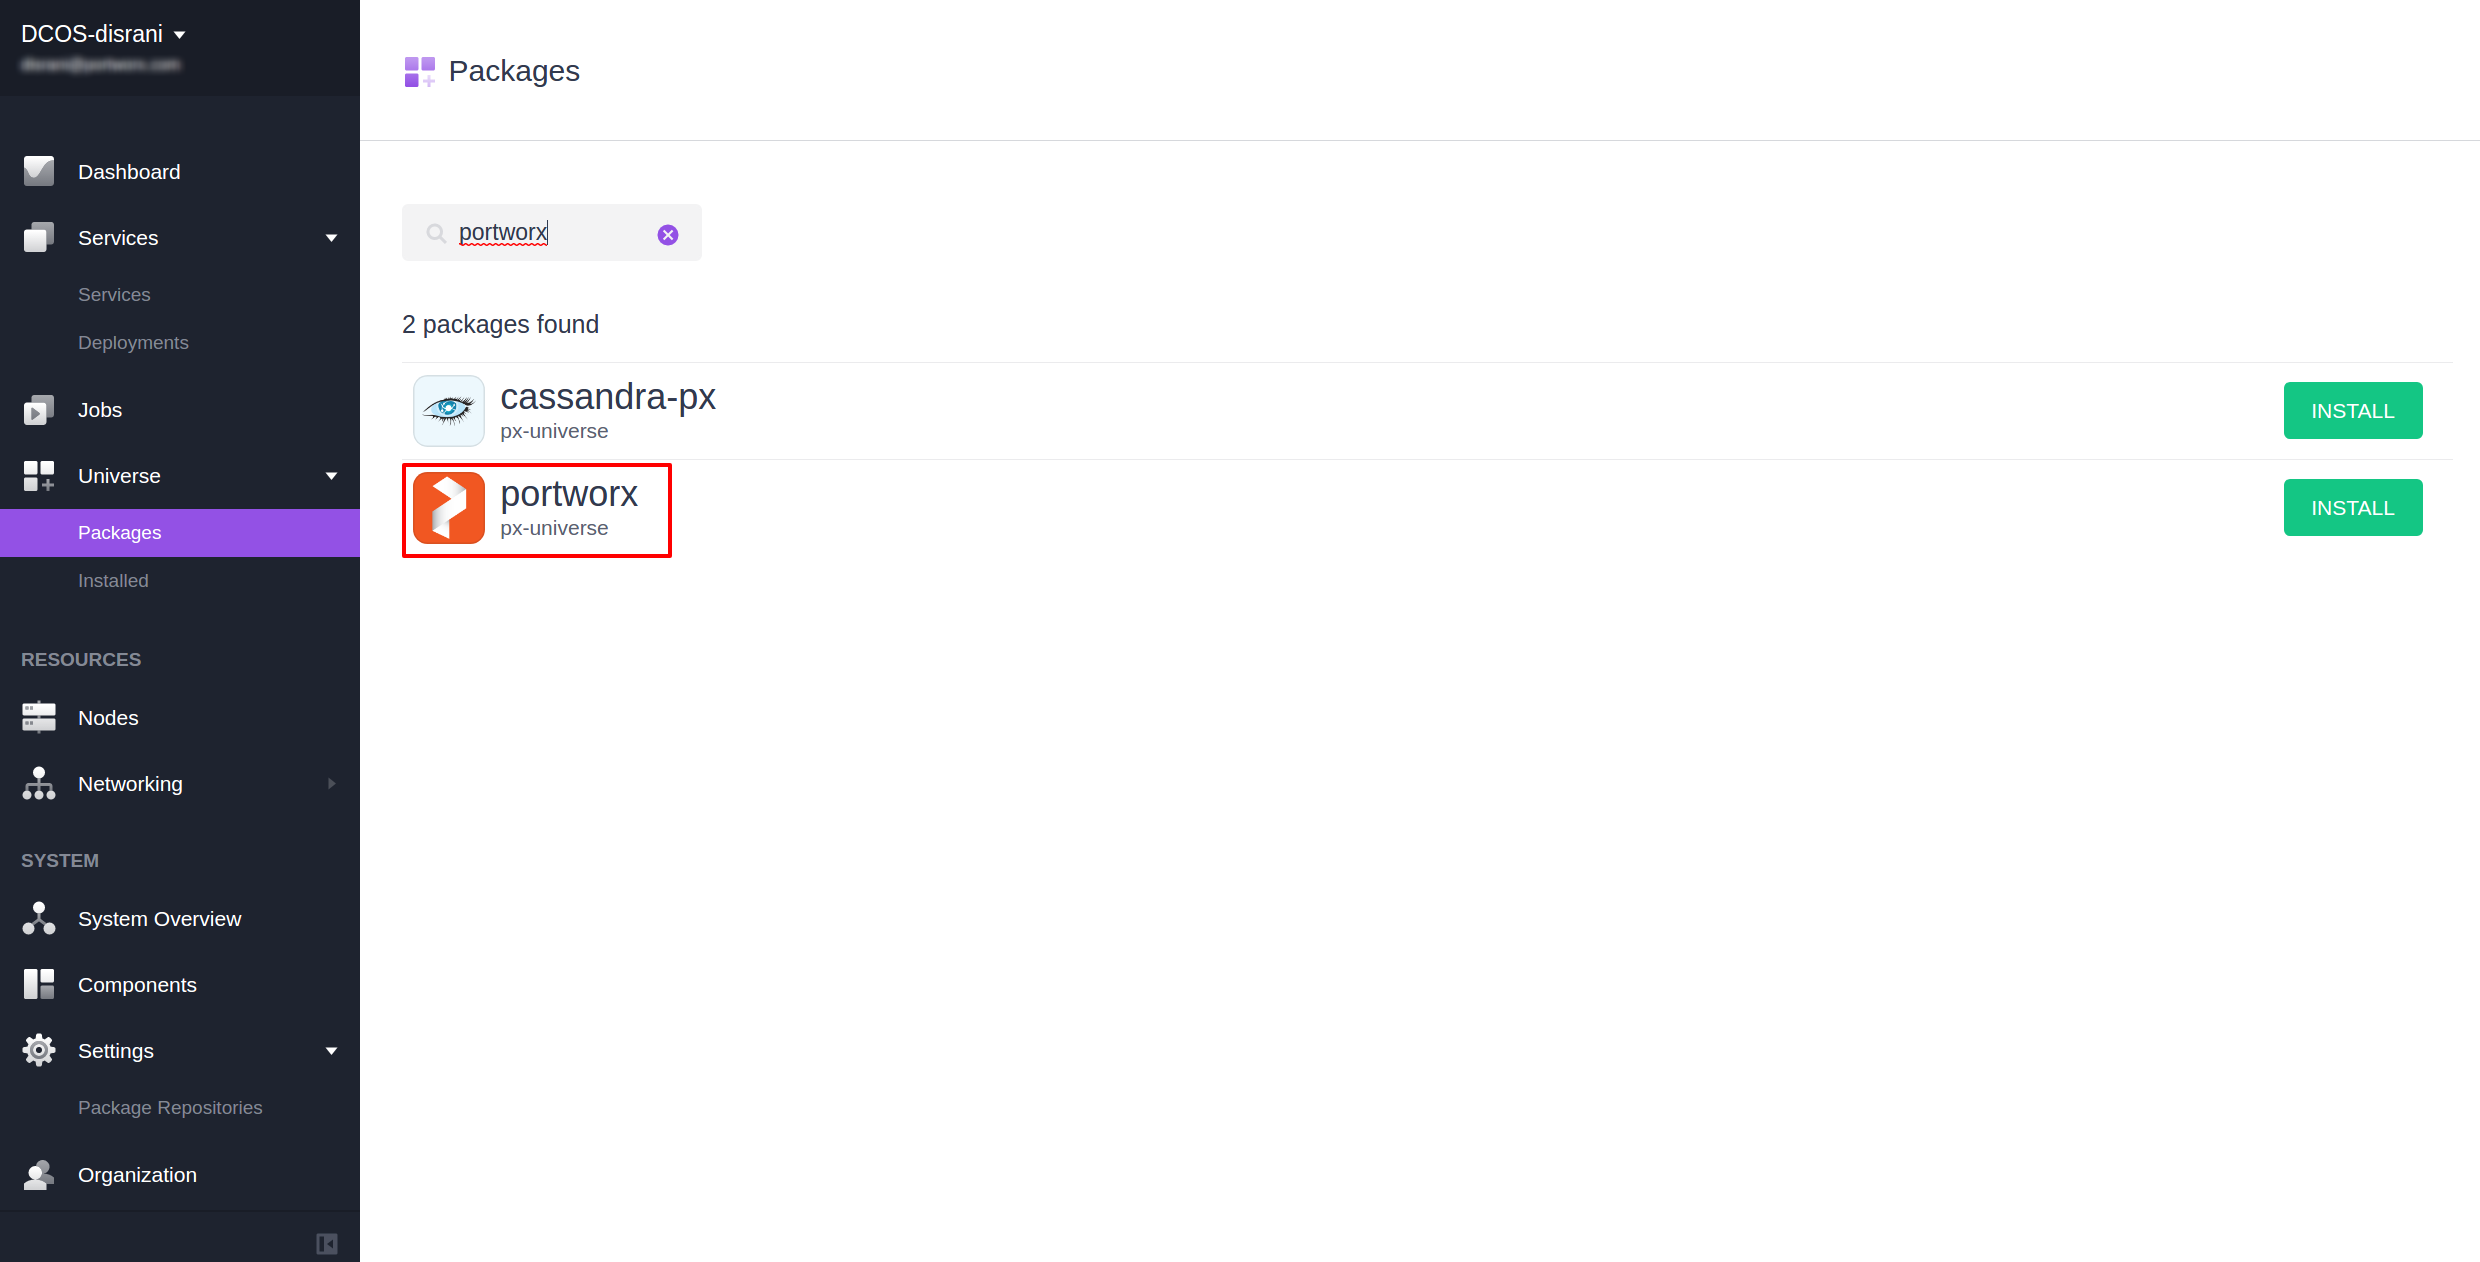 DCOS-disrani
Dashboard
Services
Services
Deployments
Jobs
Universe
Packages
Installed
RESOURCES
Nodes
Networking
SYSTEM
System Overview
Components
Settings
Package Repositories
Organization
Packages
portworx
2 packages found
cassandra-px
px-universe
INSTALL
portworx
px-universe
INSTALL